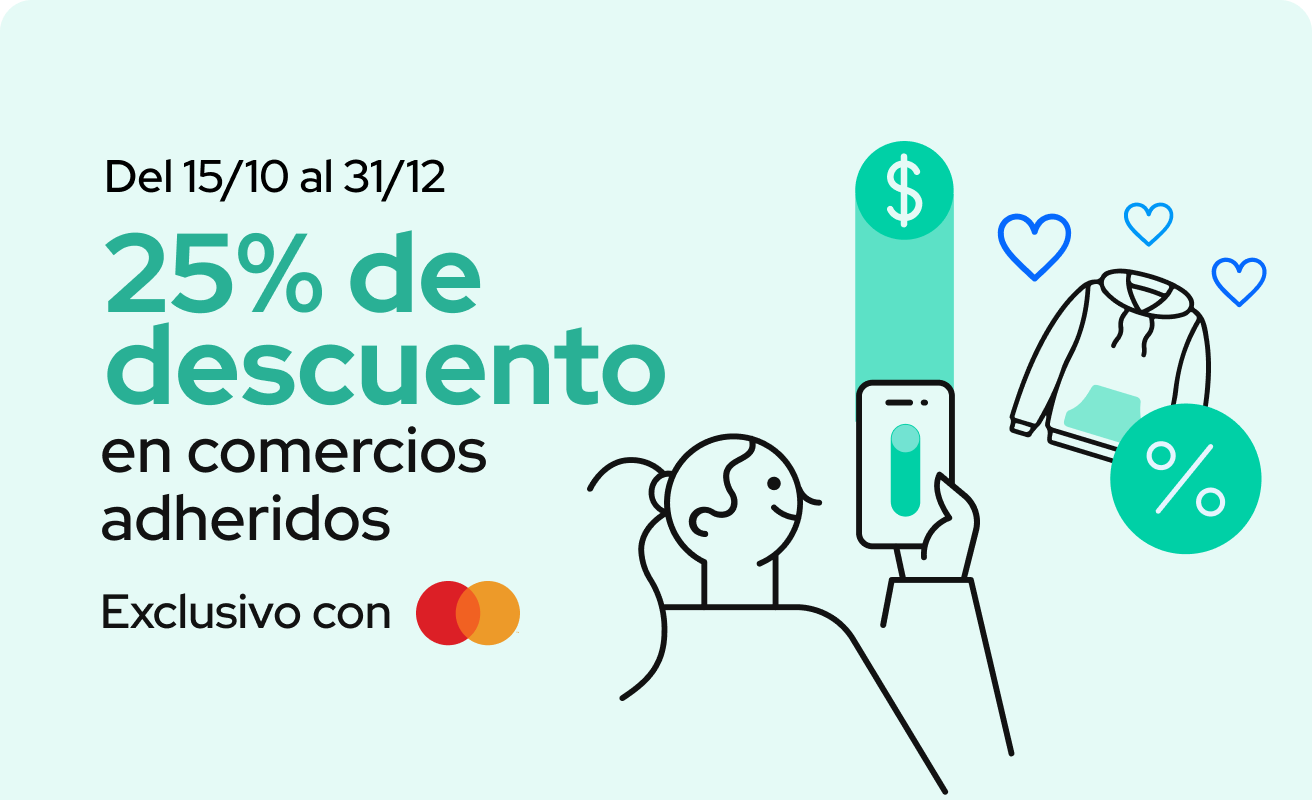 Del 15/10 al 31/12
25% de
descuento
en comercios
adheridos
Exclusivo con
$
%